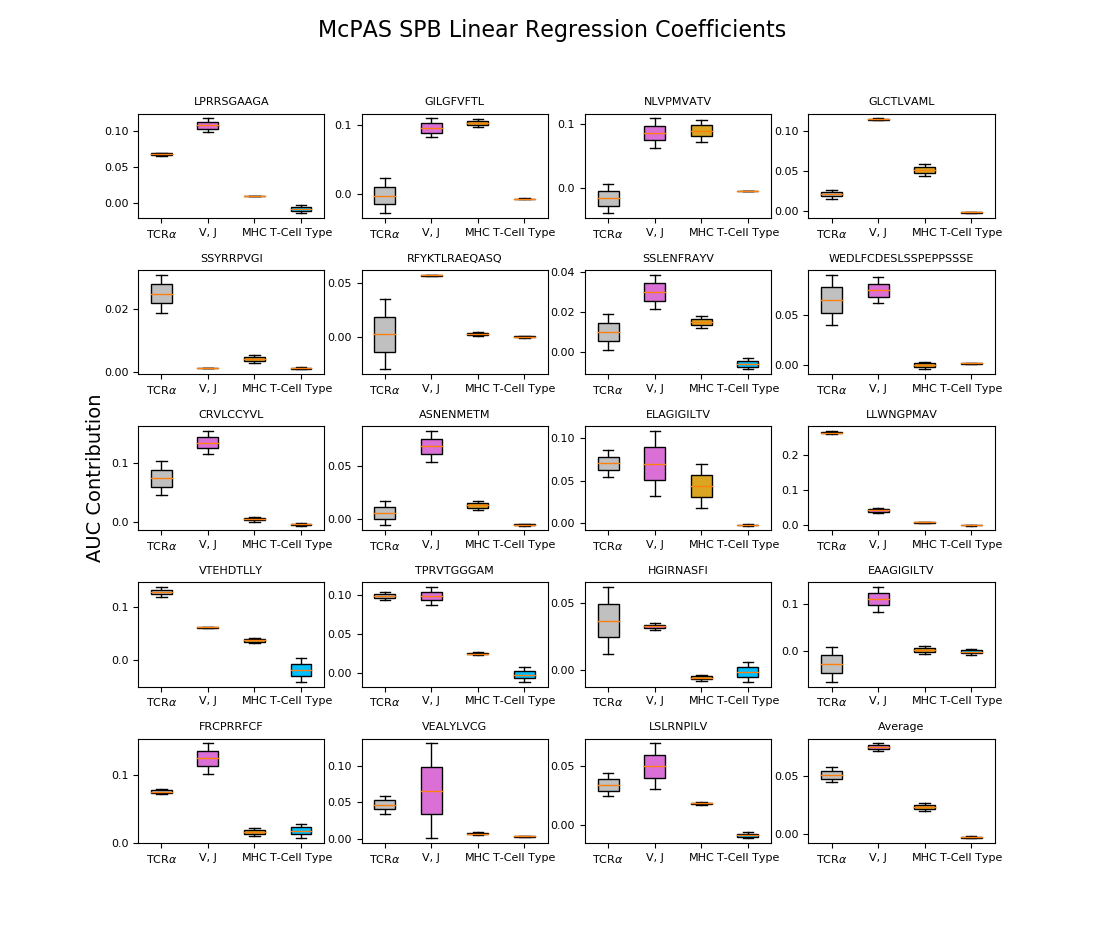 McPAS SPB Linear Regression Coefficients
AUC Contribution
LPRRSGAAGA
0.10
0.05
0.00
TCRα V, J MHC T-Cell Type
GILGFVFTL
0.1
0.0
TCRα V, J MHC T-Cell Type
NLVPMVATV
0.1
0.0
TCRα V, J MHC T-Cell Type
GLCTLVAML
0.10
0.05
0.00
TCRα V, J MHC T-Cell Type
SSYRRPVGI
0.02
0.00
TCRα V, J MHC T-Cell Type
RFYKTLRAEQASQ
0.05
0.00
TCRα V, J MHC T-Cell Type
SSLENFRAYV
0.04
0.02
0.00
TCRα V, J MHC T-Cell Type
WEDLFCDESLSSPEPPSSSE
0.05
0.00
TCRα V, J MHC T-Cell Type
CRVLCCYVL
0.1
0.0
TCRα V, J MHC T-Cell Type
ASNENMETM
0.05
0.00
TCRα V, J MHC T-Cell Type
ELAGIGILTV
0.10
0.05
0.00
TCRα V, J MHC T-Cell Type
LLWNGPMAV
0.2
0.1
0.0
TCRα V, J MHC T-Cell Type
VTEHDTLLY
0.1
0.0
TCRα V, J MHC T-Cell Type
TPRVTGGGAM
0.10
0.05
0.00
TCRα V, J MHC T-Cell Type
HGIRNASFI
0.05
0.00
TCRα V, J MHC T-Cell Type
EAAGIGILTV
0.1
0.0
TCRα V, J MHC T-Cell Type
FRCPRRFCF
0.1
0.0
TCRα V, J MHC T-Cell Type
VEALYLVCG
0.10
0.05
0.00
TCRα V, J MHC T-Cell Type
LSLRNPILV
0.05
0.00
TCRα V, J MHC T-Cell Type
Average
0.05
0.00
TCRα V, J MHC T-Cell Type